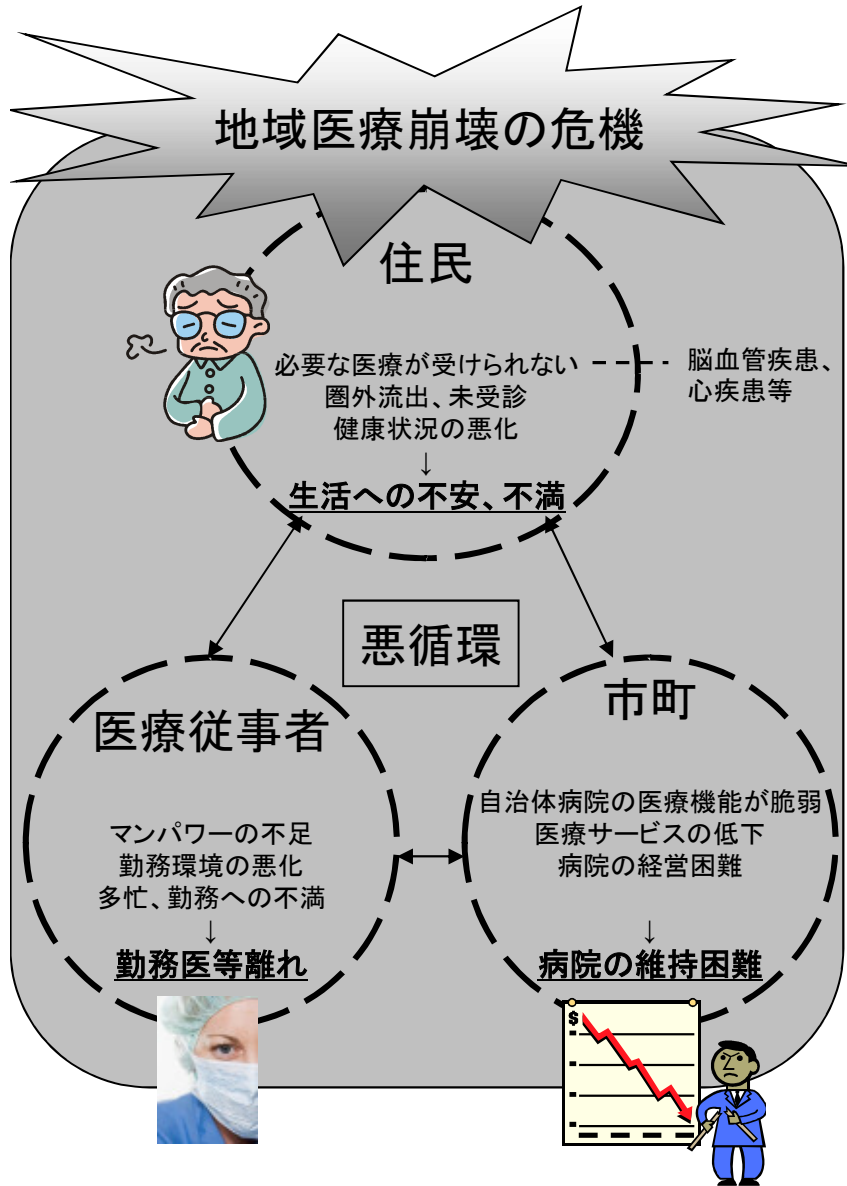 地域医療崩壊の危機
住民
必要な医療が受けられない
圏外流出、未受診
健康状況の悪化
↓
生活への不安、不満
脳血管疾患、
心疾患等
悪循環
医療従事者
マンパワーの不足
勤務環境の悪化
多忙、勤務への不満
↓
勤務医等離れ
市町
自治体病院の医療機能が脆弱
医療サービスの低下
病院の経営困難
↓
病院の維持困難
$